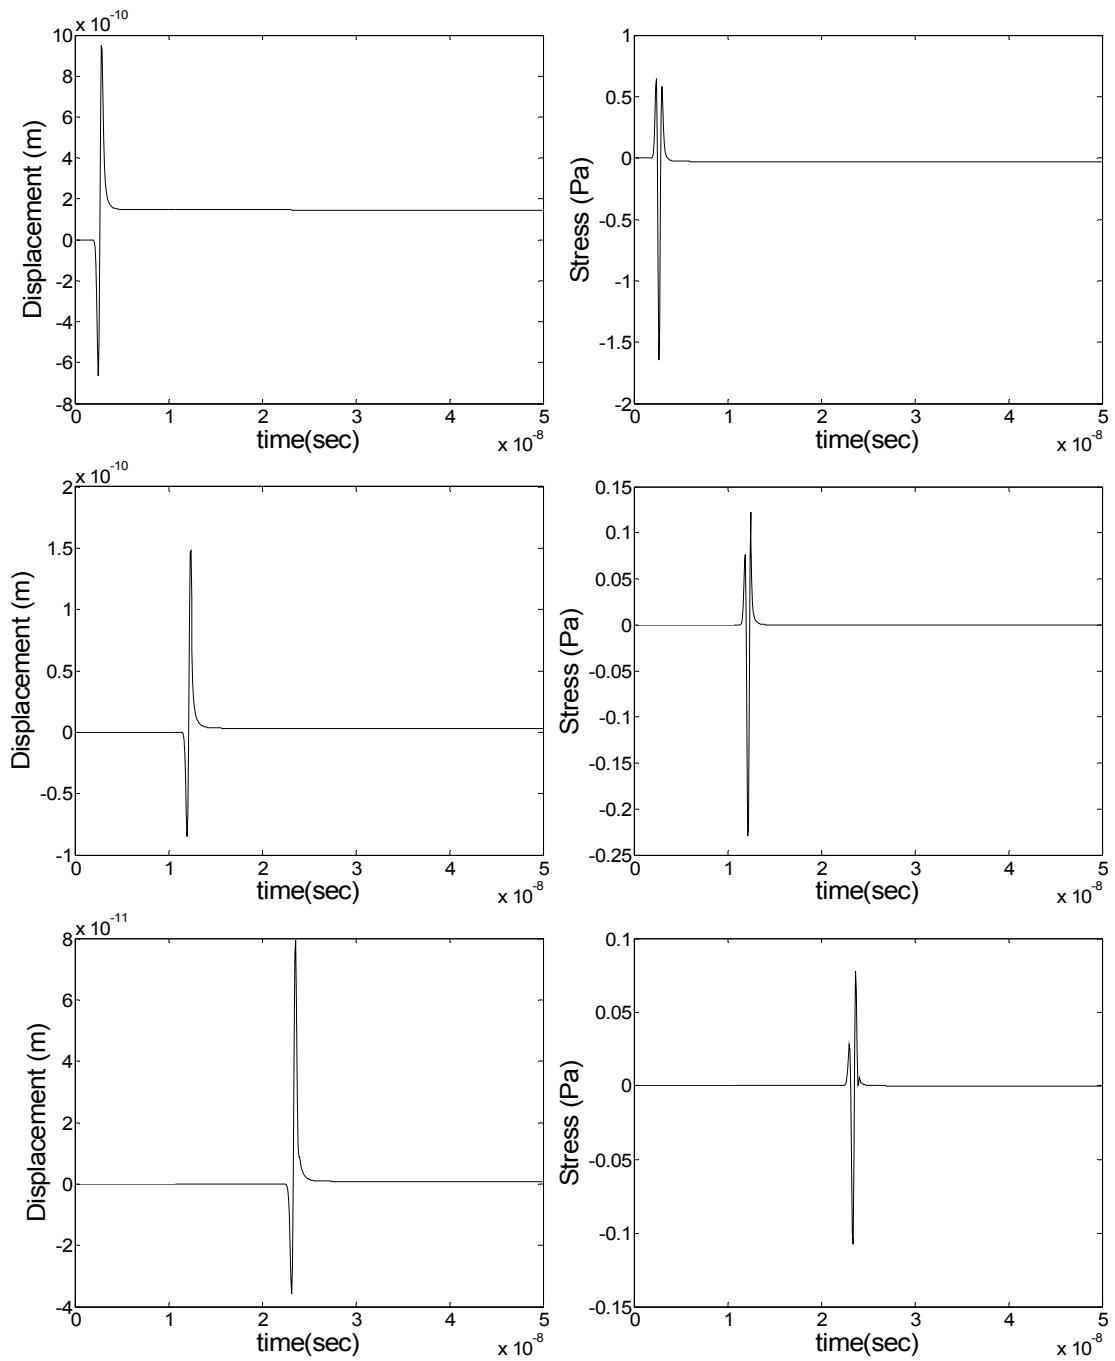 x 10-10
Displacement (m)
10
8
6
4
2
0
-2
-4
-6
-8
0 1 2 3 4 5
time(sec)
x 10-8
Stress (Pa)
1
0.5
0
-0.5
-1
-1.5
-2
0 1 2 3 4 5
time(sec)
x 10-8
x 10-10
Displacement (m)
2
1.5
1
0.5
0
-0.5
-1
0 1 2 3 4 5
time(sec)
x 10-8
Stress (Pa)
0.15
0.1
0.05
0
-0.05
-0.1
-0.15
-0.2
-0.25
0 1 2 3 4 5
time(sec)
x 10-8
x 10-11
Displacement (m)
8
6
4
2
0
-2
-4
0 1 2 3 4 5
time(sec)
x 10-8
Stress (Pa)
0.1
0.05
0
-0.05
-0.1
-0.15
0 1 2 3 4 5
time(sec)
x 10-8